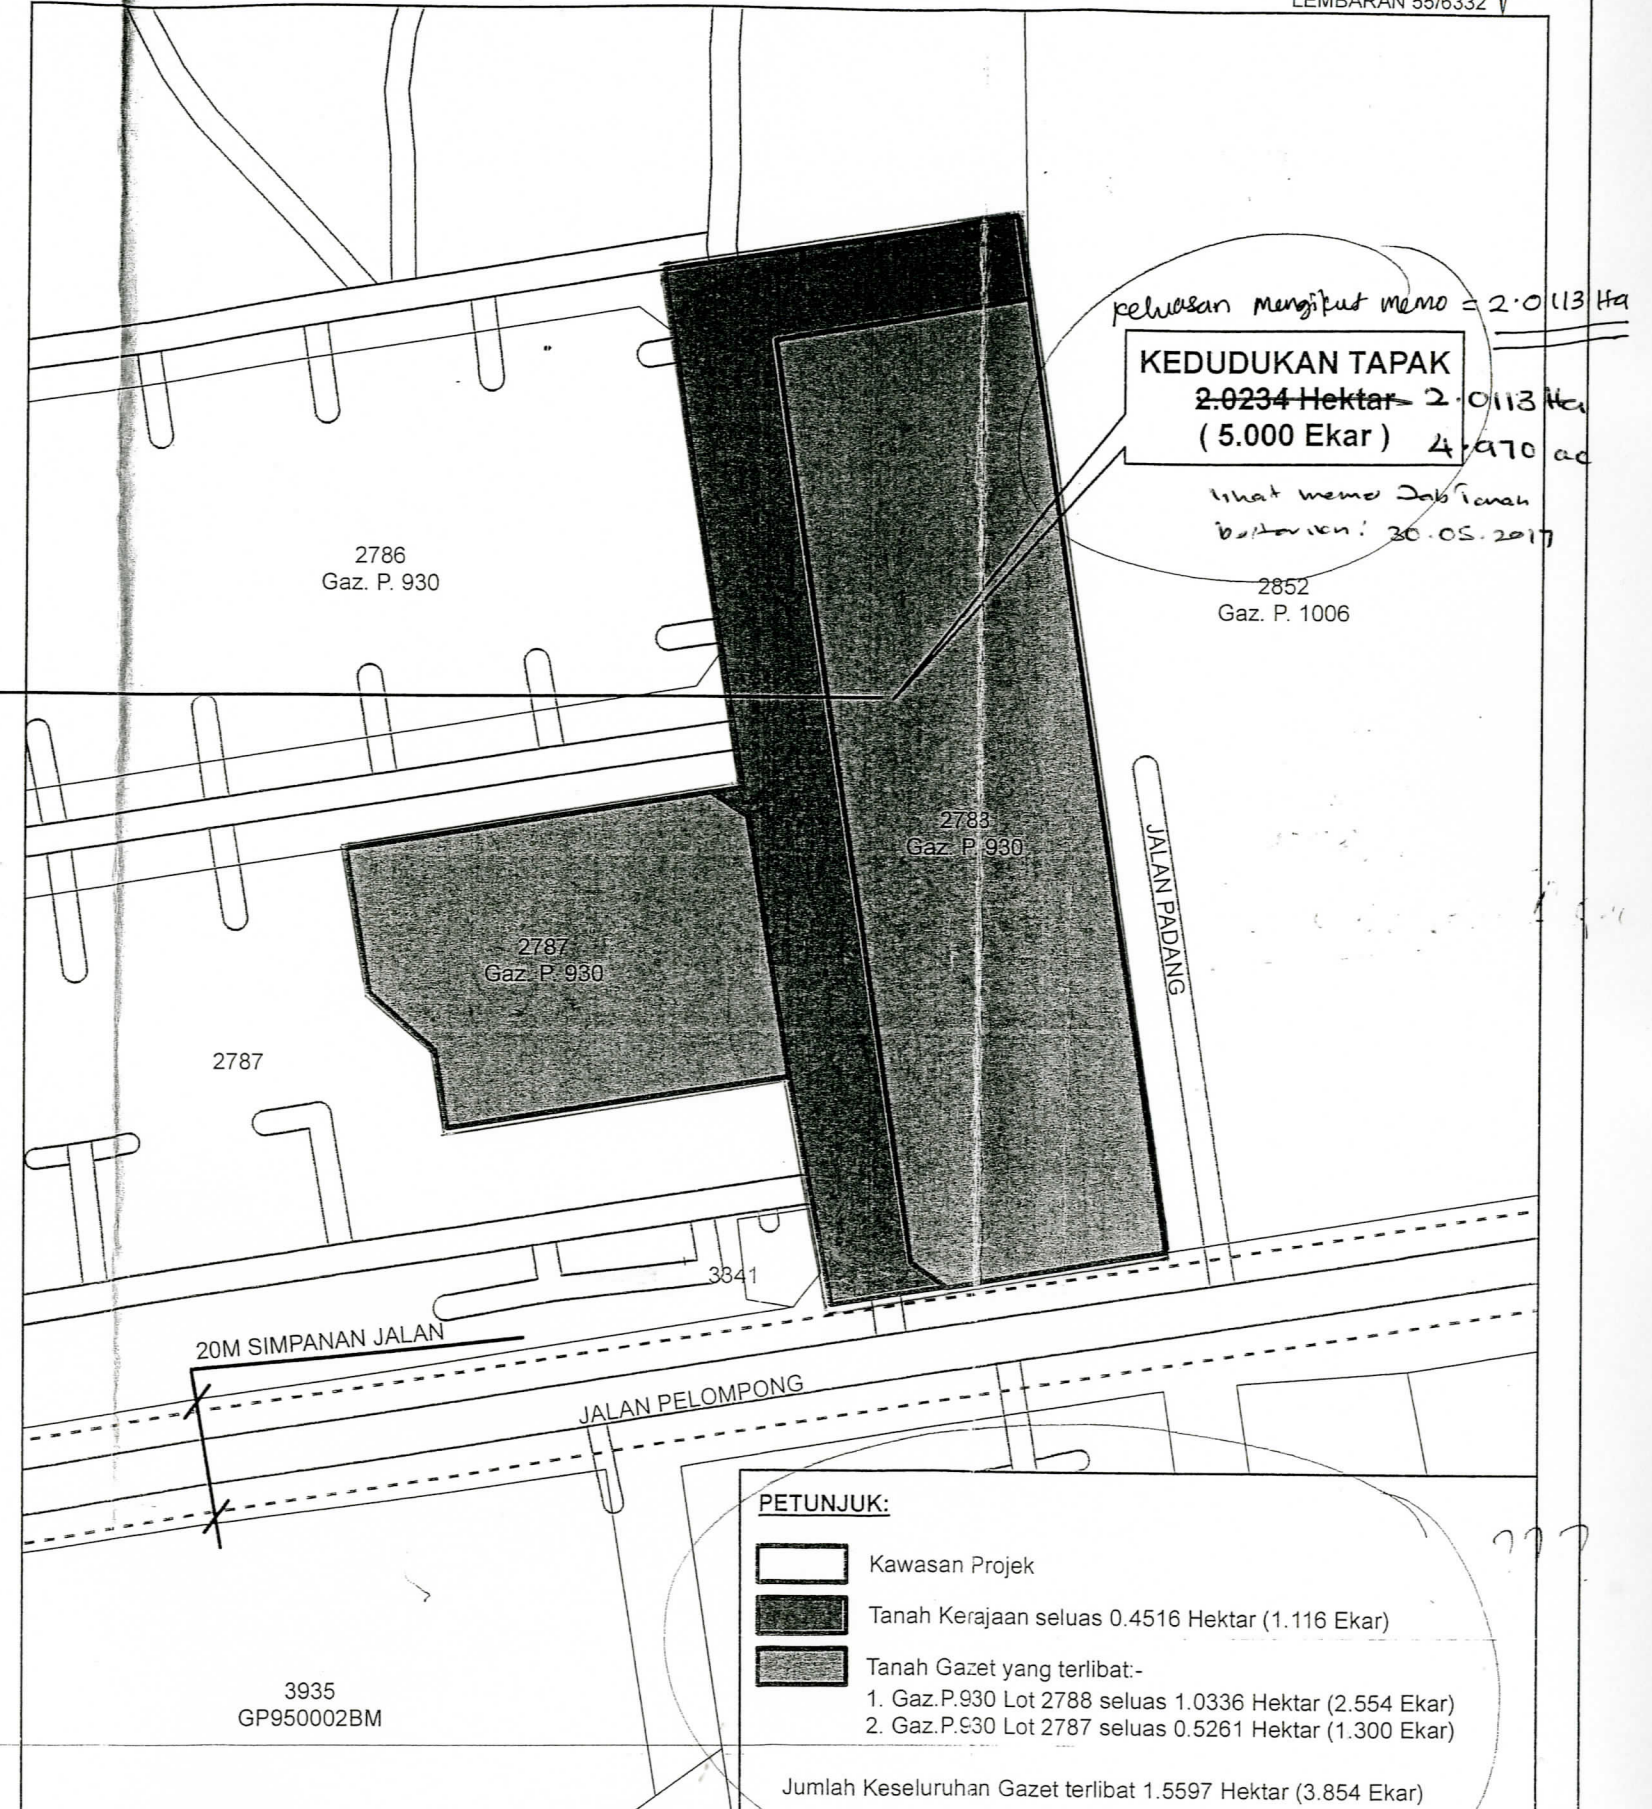 LEMBARAN 55/6332
keluasan mengikut memo = 2.0113 Ha
KEDUDUKAN TAPAK
2.0234 Hektar 2.0113 Ha
( 5.000 Ekar ) 4.970 ac
lihat memo Jab Tanah
bertarikh: 30.05.2017
2786
Gaz. P. 930
2852
Gaz. P. 1006
2788
Gaz. P. 930
JALAN PADANG
2787
Gaz. P. 930
2787
3341
20M SIMPANAN JALAN
JALAN PELOMPONG
PETUNJUK:
???
Kawasan Projek
Tanah Kerajaan seluas 0.4516 Hektar (1.116 Ekar)
Tanah Gazet yang terlibat:-
1. Gaz.P.930 Lot 2788 seluas 1.0336 Hektar (2.554 Ekar)
2. Gaz.P.930 Lot 2787 seluas 0.5261 Hektar (1.300 Ekar)
3935
GP950002BM
Jumlah Keseluruhan Gazet terlibat 1.5597 Hektar (3.854 Ekar)